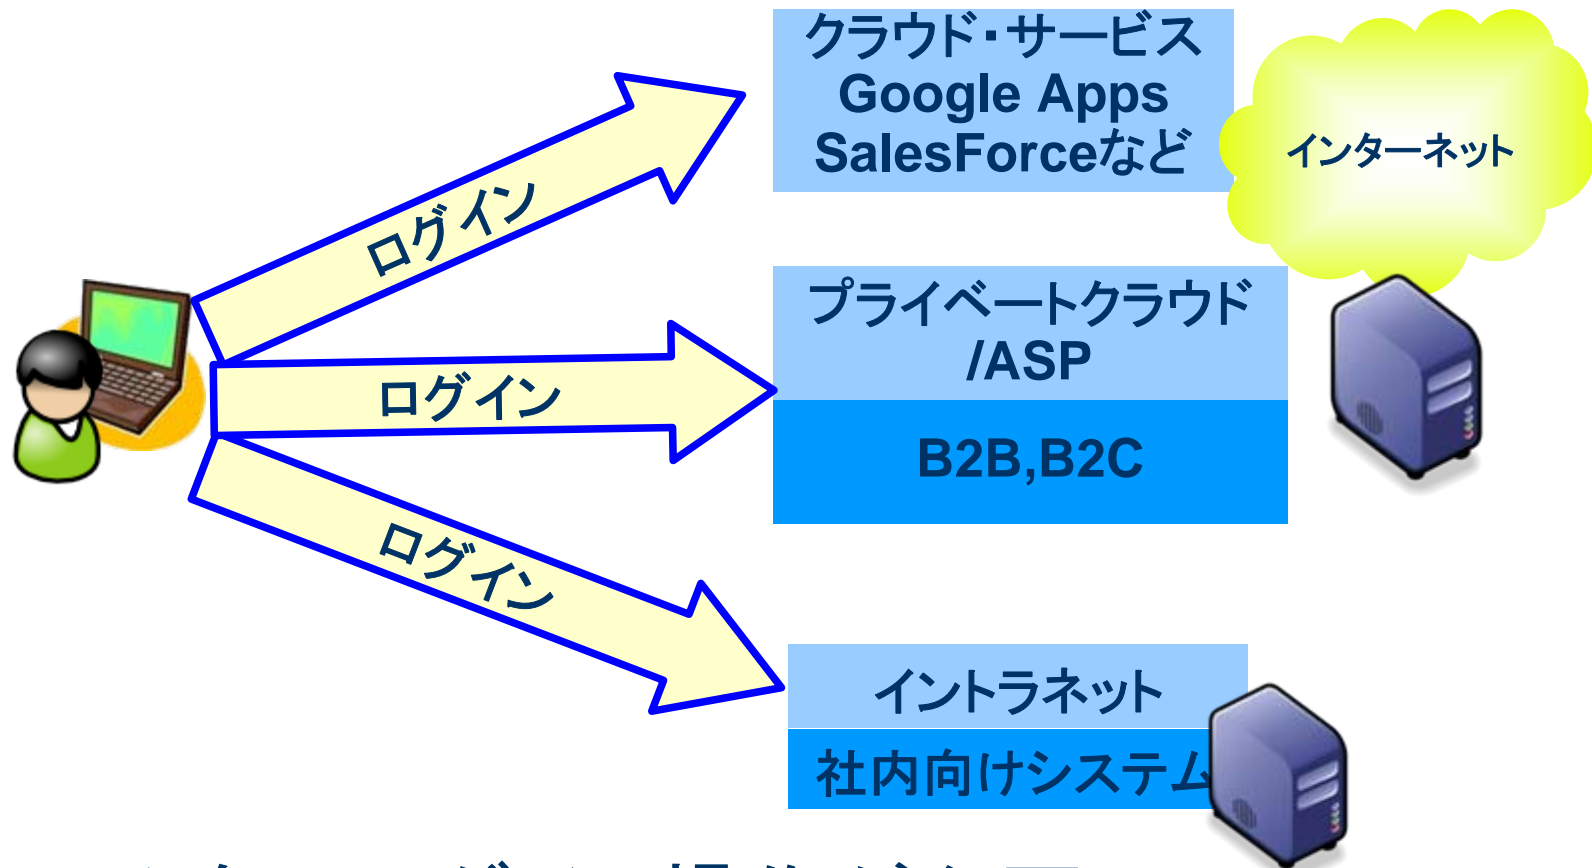 クラウド・サービス
Google Apps
SalesForceなど
インターネット
ログイン
プライベートクラウド
/ASP
ログイン
B2B,B2C
ログイン
イントラネット
社内向けシステム